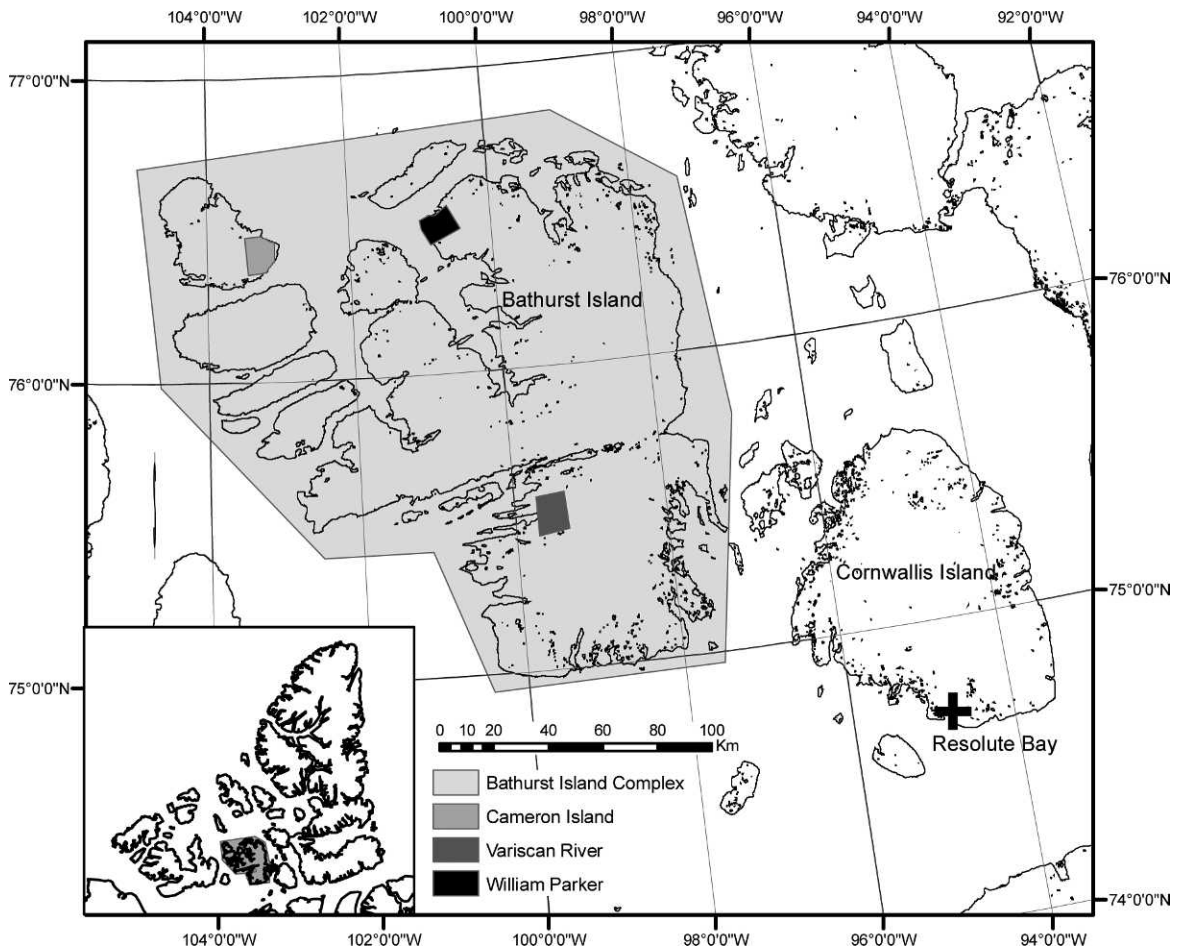 104°0'0"W 102°0'0"W 100°0'0"W 98°0'0"W 96°0'0"W 94°0'0"W 92°0'0"W
77°0'0"N
76°0'0"N
Bathurst Island
76°0'0"N
75°0'0"N
Cornwallis Island
75°0'0"N
Resolute Bay
0 10 20 40 60 80 100
Km
Bathurst Island Complex
Cameron Island
Variscan River
William Parker
74°0'0"N
104°0'0"W 102°0'0"W 100°0'0"W 98°0'0"W 96°0'0"W 94°0'0"W 92°0'0"W